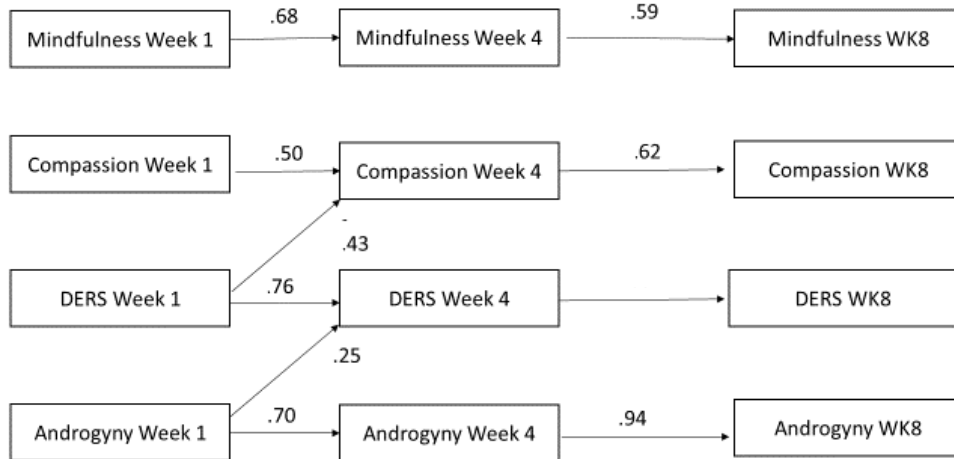 .68
.59
Mindfulness Week 1
Mindfulness Week 4
Mindfulness WK8
.50
.62
Compassion Week 1
Compassion Week 4
Compassion WK8
-
.43
.76
DERS Week 1
DERS Week 4
DERS WK8
.25
.70
.94
Androgyny Week 1
Androgyny Week 4
Androgyny WK8